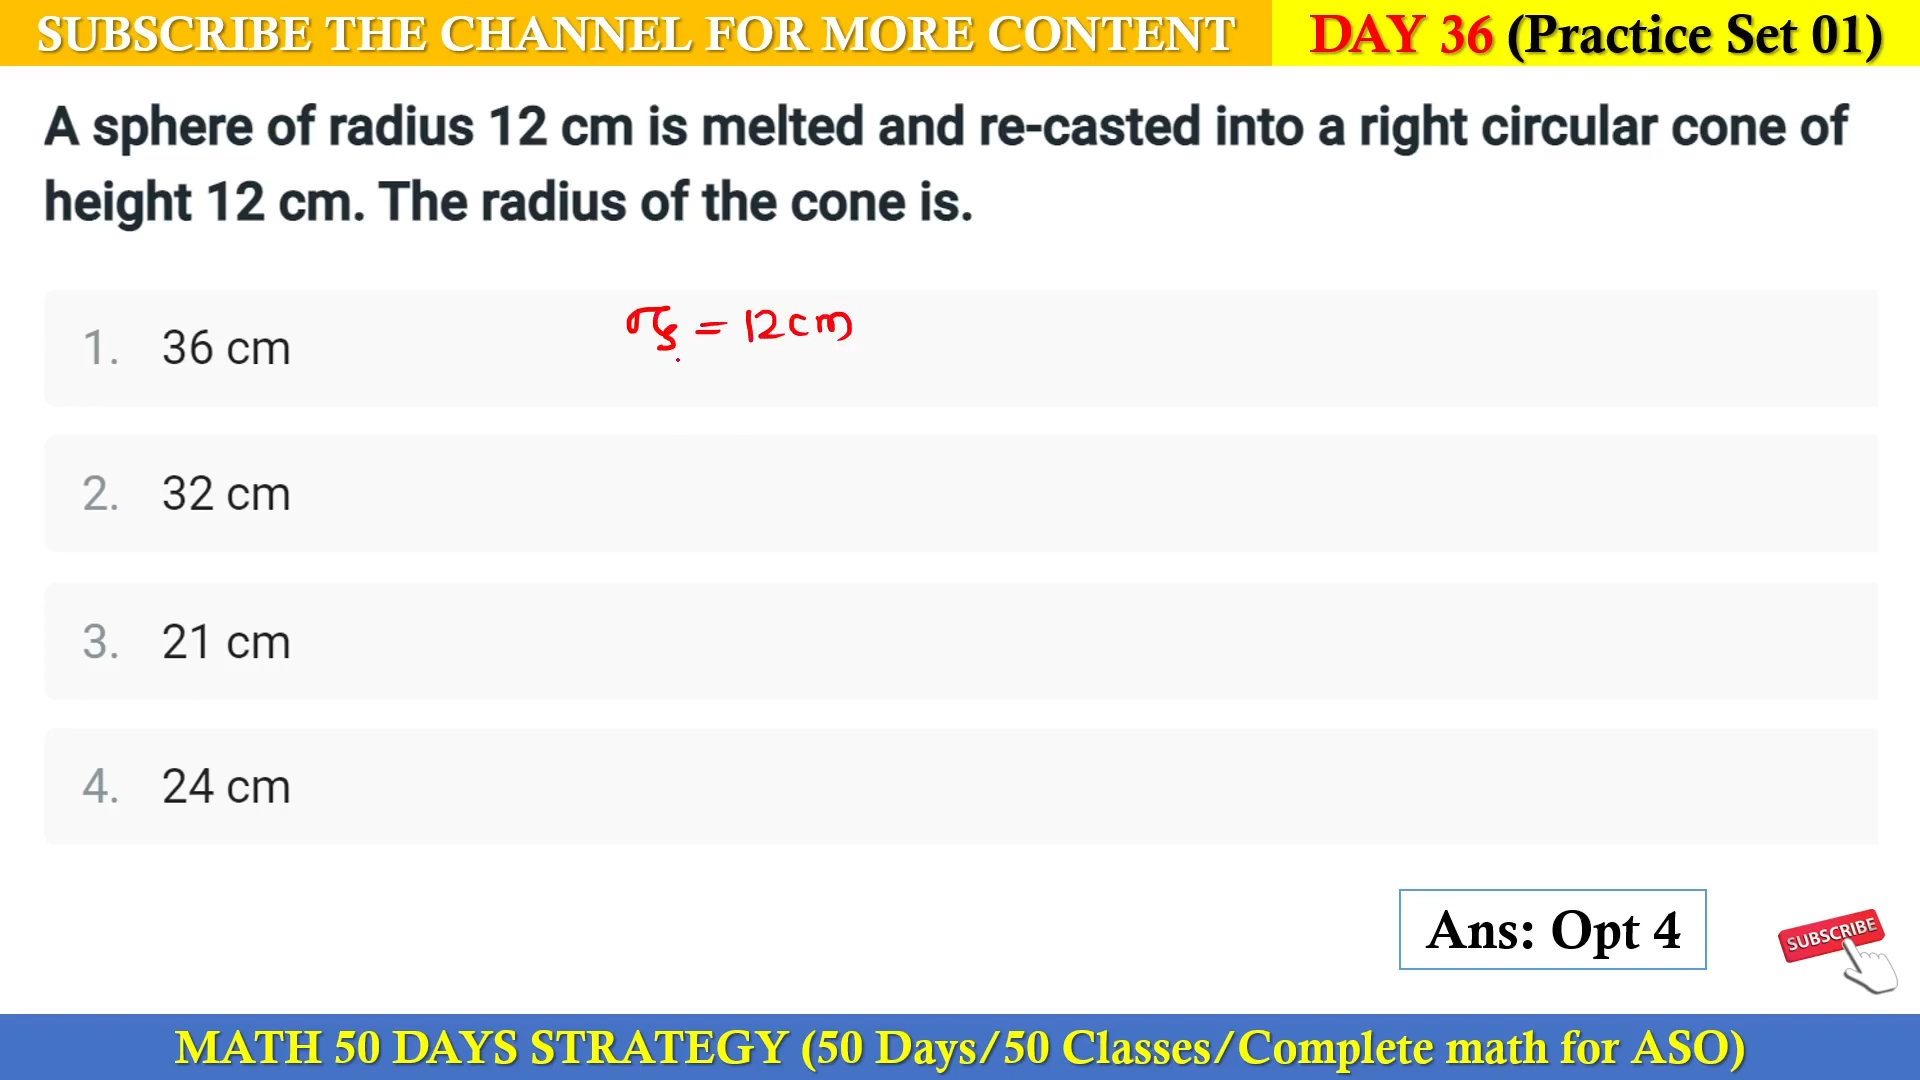 SUBSCRIBE THE CHANNEL FOR MORE CONTENT
DAY 36 (Practice Set 01)
A sphere of radius 12 cm is melted and re-casted into a right circular cone of
height 12 cm. The radius of the cone is.
= 12cm
1. 36 cm
2. 32 cm
3. 21 cm
4. 24 cm
Ans: Opt 4
SUBSCRIBE
MATH 50 DAYS STRATEGY (50 Days/50 Classes/Complete math for ASO)